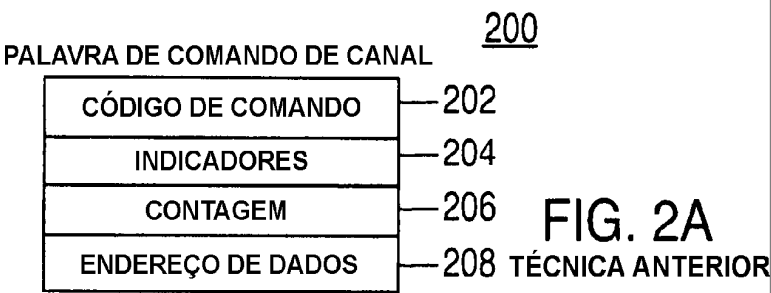 200
PALAVRA DE COMANDO DE CANAL
CÓDIGO DE COMANDO 202
INDICADORES 204
CONTAGEM 206
ENDEREÇO DE DADOS 208
FIG. 2A
TÉCNICA ANTERIOR